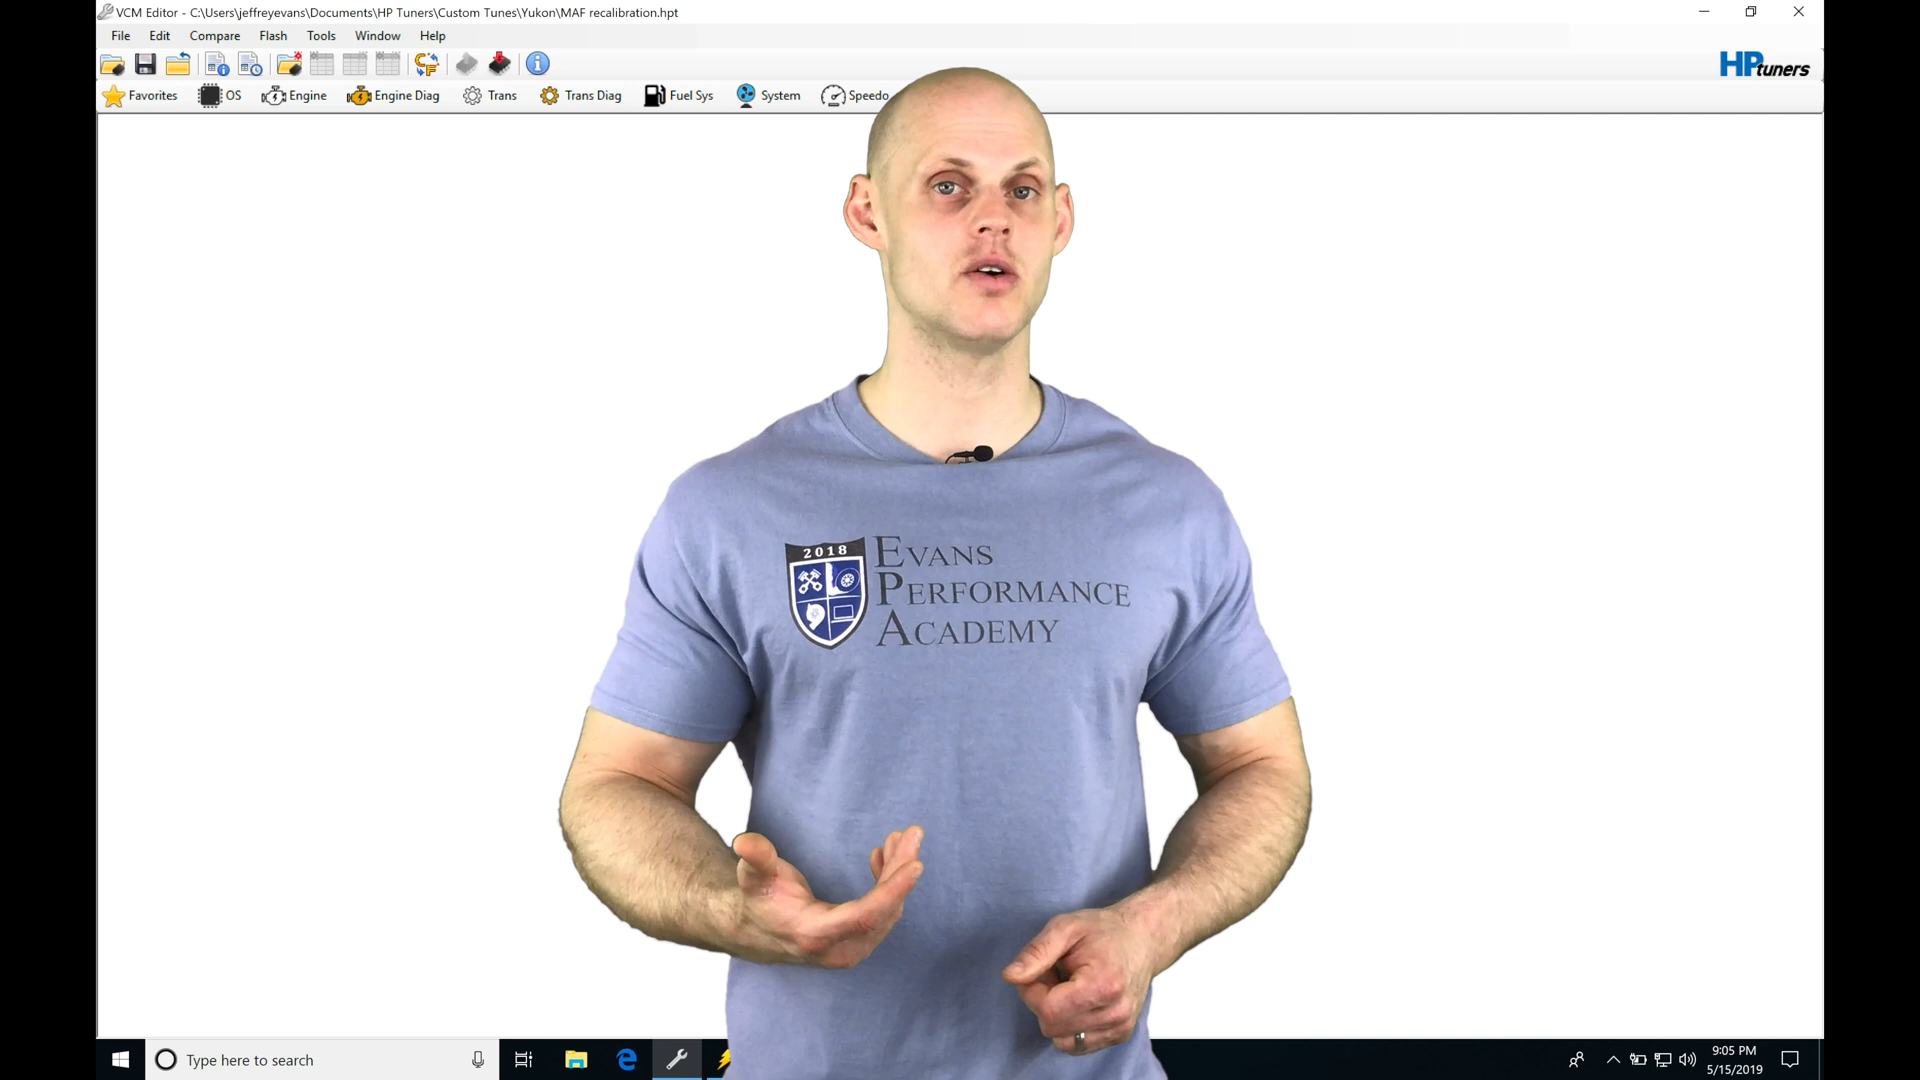 VCM Editor - C:\Users\jeffreyevans\Documents\HP Tuners\Custom Tunes\Yukon\MAF recalibration.hpt
File Edit Compare Flash Tools Window Help
HPtuners
Favorites OS Engine Engine Diag Trans Trans Diag Fuel Sys System Speedo
2018
EVANS
PERFORMANCE
ACADEMY
Type here to search
9:05 PM
5/15/2019